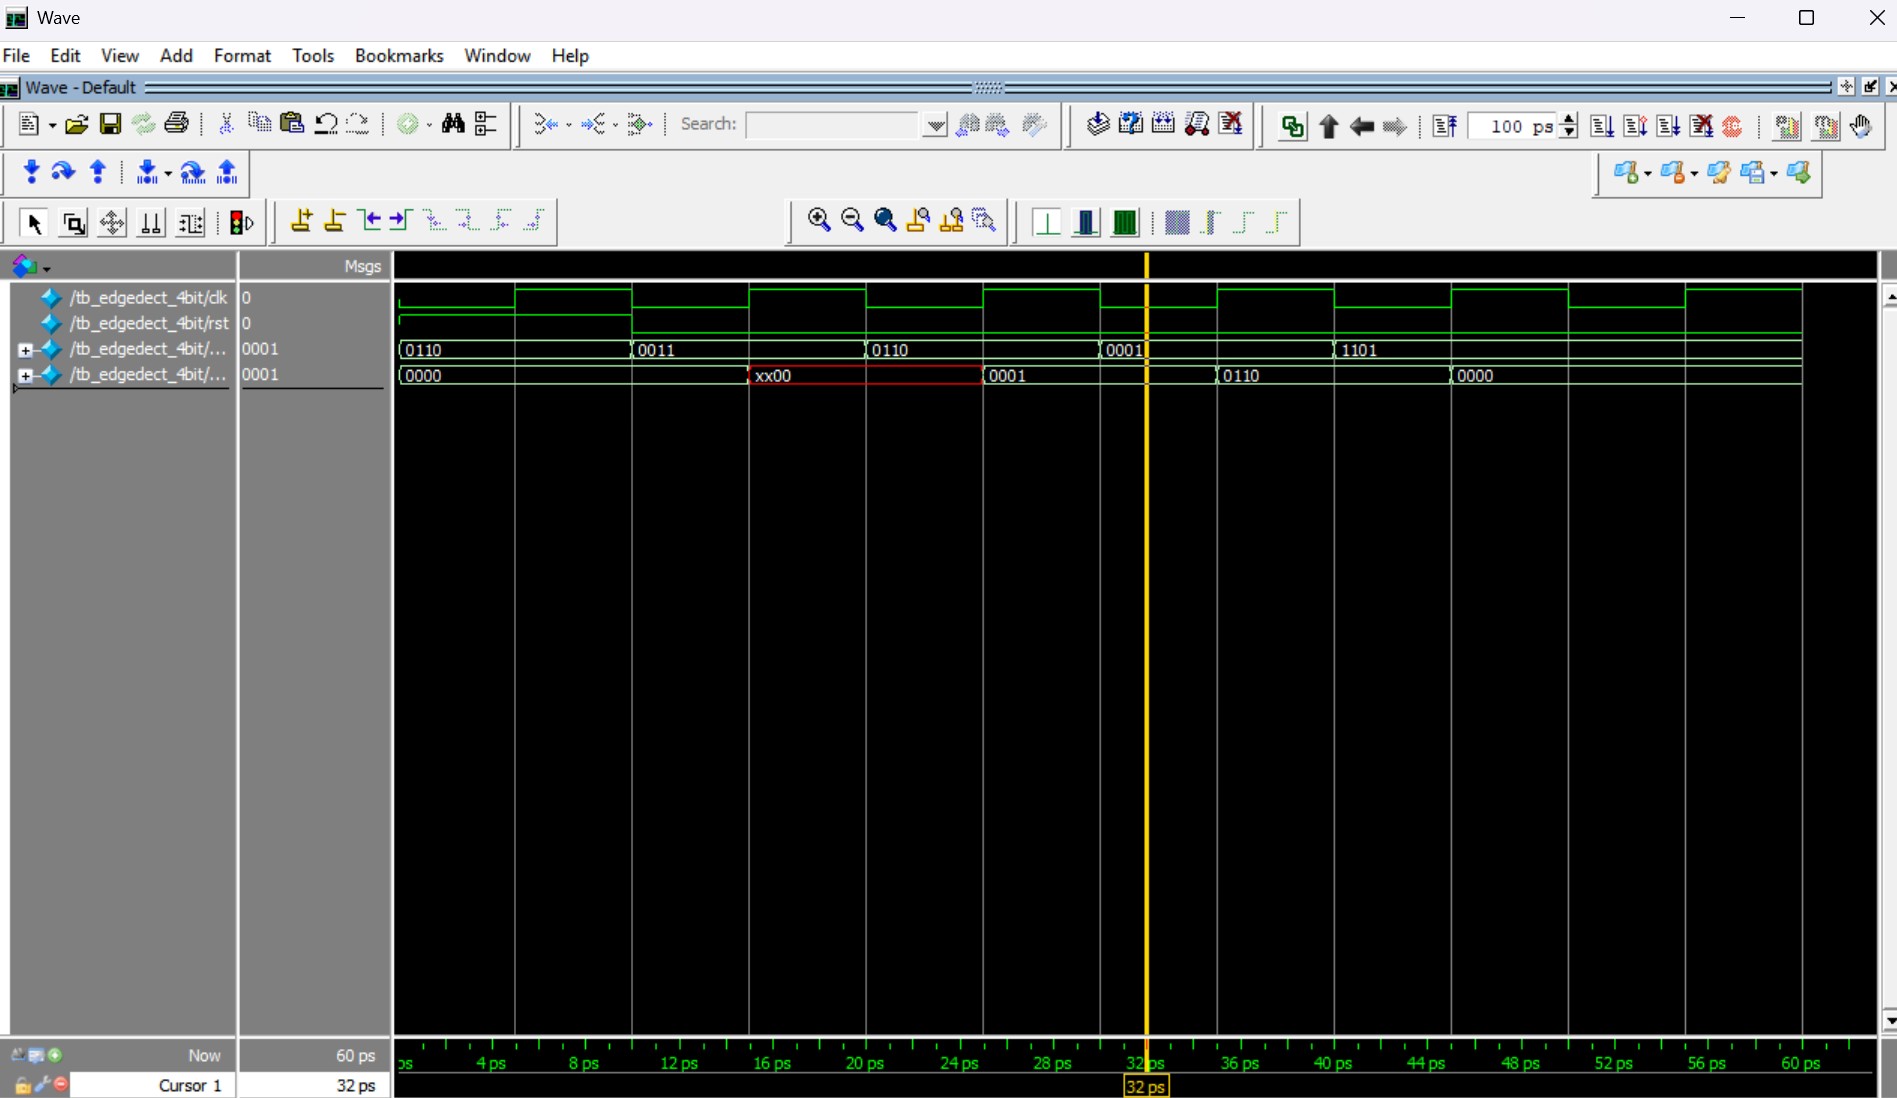 Wave
File Edit View Add Format Tools Bookmarks Window Help
Wave - Default
Search: 100 ps
Msgs
/tb_edgedect_4bit/clk 0
/tb_edgedect_4bit/rst 0
/tb_edgedect_4bit/... 0001 0110 0011 0110 0001 1101
/tb_edgedect_4bit/... 0001 0000 xx00 0001 0110 0000
Now 60 ps ps 4 ps 8 ps 12 ps 16 ps 20 ps 24 ps 28 ps 32 ps 36 ps 40 ps 44 ps 48 ps 52 ps 56 ps 60 ps
Cursor 1 32 ps 32 ps